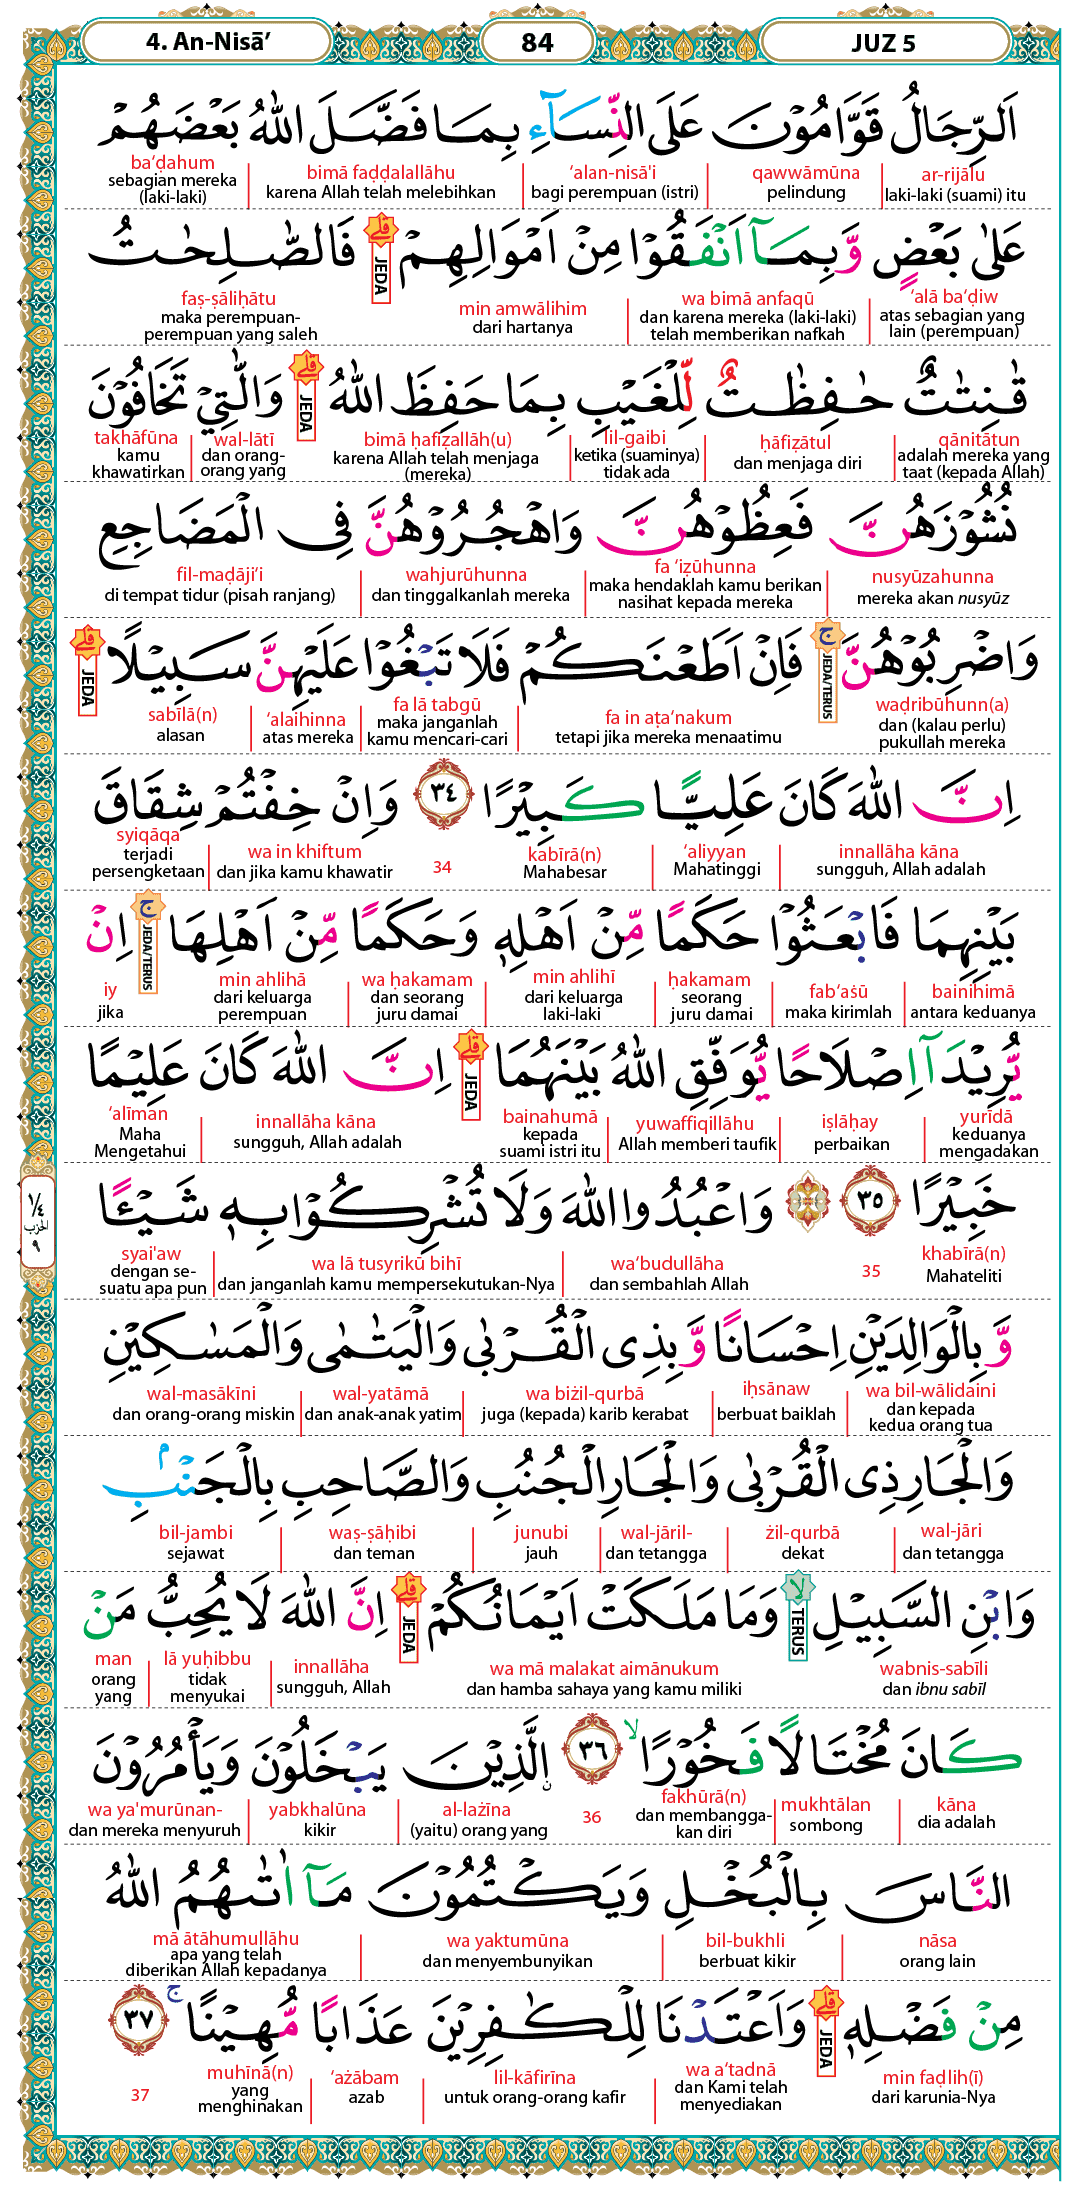 4. An-Nisā’
84
JUZ 5
اَلرِّجَالُ قَوَّامُوْنَ عَلَى النِّسَاۤءِ بِمَا فَضَّلَ اللّٰهُ بَعْضَهُمْ
ar-rijālu qawwāmūna ‘alan-nisā'i bimā faḍḍalallāhu ba‘ḍahum
laki-laki (suami) itu pelindung bagi perempuan (istri) karena Allah telah melebihkan sebagian mereka
(laki-laki)
عَلٰى بَعْضٍ وَّبِمَآ اَنْفَقُوْا مِنْ اَمْوَالِهِمْ ۗ فَالصّٰلِحٰتُ
JEDA
‘alā ba‘ḍiw wa bimā anfaqū min amwālihim faṣ-ṣāliḥātu
atas sebagian yang dan karena mereka (laki-laki) dari hartanya maka perempuan-
lain (perempuan) telah memberikan nafkah perempuan yang saleh
قٰنِتٰتٌ حٰفِظٰتٌ لِّلْغَيْبِ بِمَا حَفِظَ اللّٰهُ ۗ وَالّٰتِيْ تَخَافُوْنَ
JEDA
qānitātun ḥāfiẓātul lil-gaibi bimā ḥafiẓallāh(u) wal-lātī takhāfūna
adalah mereka yang dan menjaga diri ketika (suaminya) karena Allah telah menjaga dan orang- kamu
taat (kepada Allah) tidak ada (mereka) orang yang khawatirkan
نُشُوْزَهُنَّ فَعِظُوْهُنَّ وَاهْجُرُوْهُنَّ فِى الْمَضَاجِعِ
nusyūzahunna fa ‘iẓūhunna wahjurūhunna fil-maḍāji‘i
mereka akan nusyūz maka hendaklah kamu berikan dan tinggalkanlah mereka di tempat tidur (pisah ranjang)
nasihat kepada mereka
وَاضْرِبُوْهُنَّ ۚ فَاِنْ اَطَعْنَكُمْ فَلَا تَبْغُوْا عَلَيْهِنَّ سَبِيْلًا ۗ
JEDA/TERUS JEDA
waḍribūhunn(a) fa in aṭa‘nakum fa lā tabgū ‘alaihinna sabīlā(n)
dan (kalau perlu) tetapi jika mereka menaatimu maka janganlah atas mereka alasan
pukullah mereka kamu mencari-cari
اِنَّ اللّٰهَ كَانَ عَلِيًّا كَبِيْرًا ٣٤ وَاِنْ خِفْتُمْ شِقَاقَ
innallāha kāna ‘aliyyan kabīrā(n) 34 wa in khiftum syiqāqa
sungguh, Allah adalah Mahatinggi Mahabesar dan jika kamu khawatir terjadi
persengketaan
بَيْنِهِمَا فَابْعَثُوْا حَكَمًا مِّنْ اَهْلِهٖ وَحَكَمًا مِّنْ اَهْلِهَا ۚ اِنْ
JEDA/TERUS
bainihimā fab‘aṡū ḥakamam min ahlihī wa ḥakamam min ahlihā iy
antara keduanya maka kirimlah seorang dari keluarga dan seorang dari keluarga jika
juru damai laki-laki juru damai perempuan
يُّرِيْدَآ اِصْلَاحًا يُّوَفِّقِ اللّٰهُ بَيْنَهُمَا ۗ اِنَّ اللّٰهَ كَانَ عَلِيْمًا
JEDA
yurīdā iṣlāḥay yuwaffiqillāhu bainahumā innallāha kāna ‘alīman
keduanya perbaikan Allah memberi taufik kepada sungguh, Allah adalah Maha
mengadakan suami istri itu Mengetahui
خَبِيْرًا ٣٥ ۞ وَاعْبُدُوا اللّٰهَ وَلَا تُشْرِكُوْا بِهٖ شَيْـًٔا
khabīrā(n) 35 wa‘budullāha wa lā tusyrikū bihī syai'aw
Mahateliti dan sembahlah Allah dan janganlah kamu mempersekutukan-Nya dengan se-
suatu apa pun
١/٤ الحزب ٩
وَّبِالْوَالِدَيْنِ اِحْسَانًا وَّبِذِى الْقُرْبٰى وَالْيَتٰمٰى وَالْمَسٰكِيْنِ
wa bil-wālidaini iḥsānaw wa biżil-qurbā wal-yatāmā wal-masākīni
dan kepada berbuat baiklah juga (kepada) karib kerabat dan anak-anak yatim dan orang-orang miskin
kedua orang tua
وَالْجَارِ ذِى الْقُرْبٰى وَالْجَارِ الْجُنُبِ وَالصَّاحِبِ بِالْجَنْۢبِ
wal-jāri żil-qurbā wal-jāril- junubi waṣ-ṣāḥibi bil-jambi
dan tetangga dekat dan tetangga jauh dan teman sejawat
وَابْنِ السَّبِيْلِ ۙ وَمَا مَلَكَتْ اَيْمَانُكُمْ ۗ اِنَّ اللّٰهَ لَا يُحِبُّ مَنْ
TERUS JEDA
wabnis-sabīli wa mā malakat aimānukum innallāha lā yuḥibbu man
dan ibnu sabīl dan hamba sahaya yang kamu miliki sungguh, Allah tidak orang
menyukai yang
كَانَ مُخْتَالًا فَخُوْرًا ۙ ٣٦ اِۨلَّذِيْنَ يَبْخَلُوْنَ وَيَأْمُرُوْنَ
kāna mukhtālan fakhūrā(n) 36 al-lażīna yabkhalūna wa ya'murūnan-
dia adalah sombong dan membangga- (yaitu) orang yang kikir dan mereka menyuruh
kan diri
النَّاسَ بِالْبُخْلِ وَيَكْتُمُوْنَ مَآ اٰتٰىهُمُ اللّٰهُ
nāsa bil-bukhli wa yaktumūna mā ātāhumullāhu
orang lain berbuat kikir dan menyembunyikan apa yang telah
diberikan Allah kepadanya
مِنْ فَضْلِهٖ ۗ وَاَعْتَدْنَا لِلْكٰفِرِيْنَ عَذَابًا مُّهِيْنًا ۚ ٣٧
JEDA
min faḍlih(ī) wa a‘tadnā lil-kāfirīna ‘ażābam muhīnā(n) 37
dari karunia-Nya dan Kami telah untuk orang-orang kafir azab yang
menyediakan menghinakan